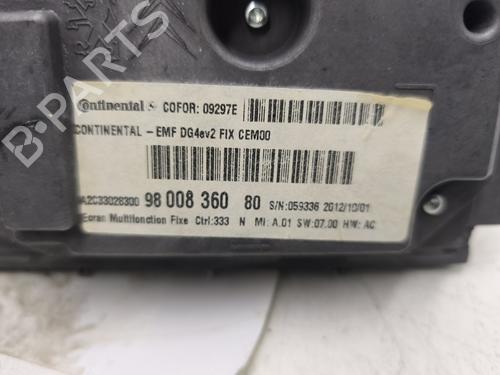 Continental COFOR: 09297E
CONTINENTAL - EMF DG4ev2 FIX CEM00
A2C33028300 98 008 360 80 S/N:059336 2012/10/01
Ecran Multifonction Fixe Ctrl:333 N MI: A.01 SW:07.00 HW: AC
B-PARTS